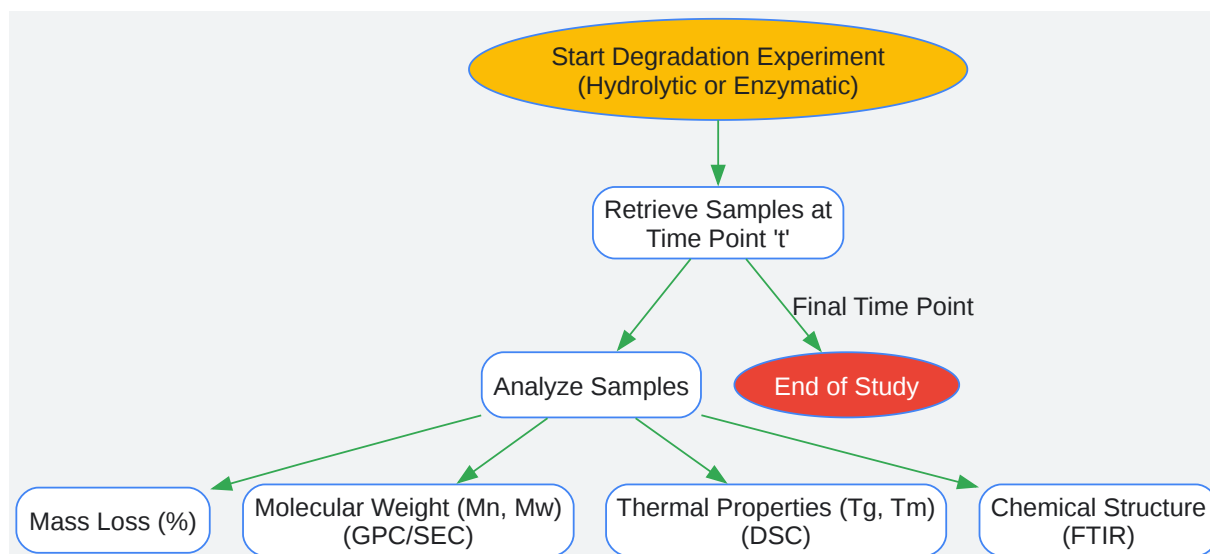 Start Degradation Experiment
(Hydrolytic or Enzymatic)
Retrieve Samples at
Time Point 't'
Final Time Point
Analyze Samples
End of Study
Mass Loss (%)
Molecular Weight (Mn, Mw)
(GPC/SEC)
Thermal Properties (Tg, Tm)
(DSC)
Chemical Structure
(FTIR)